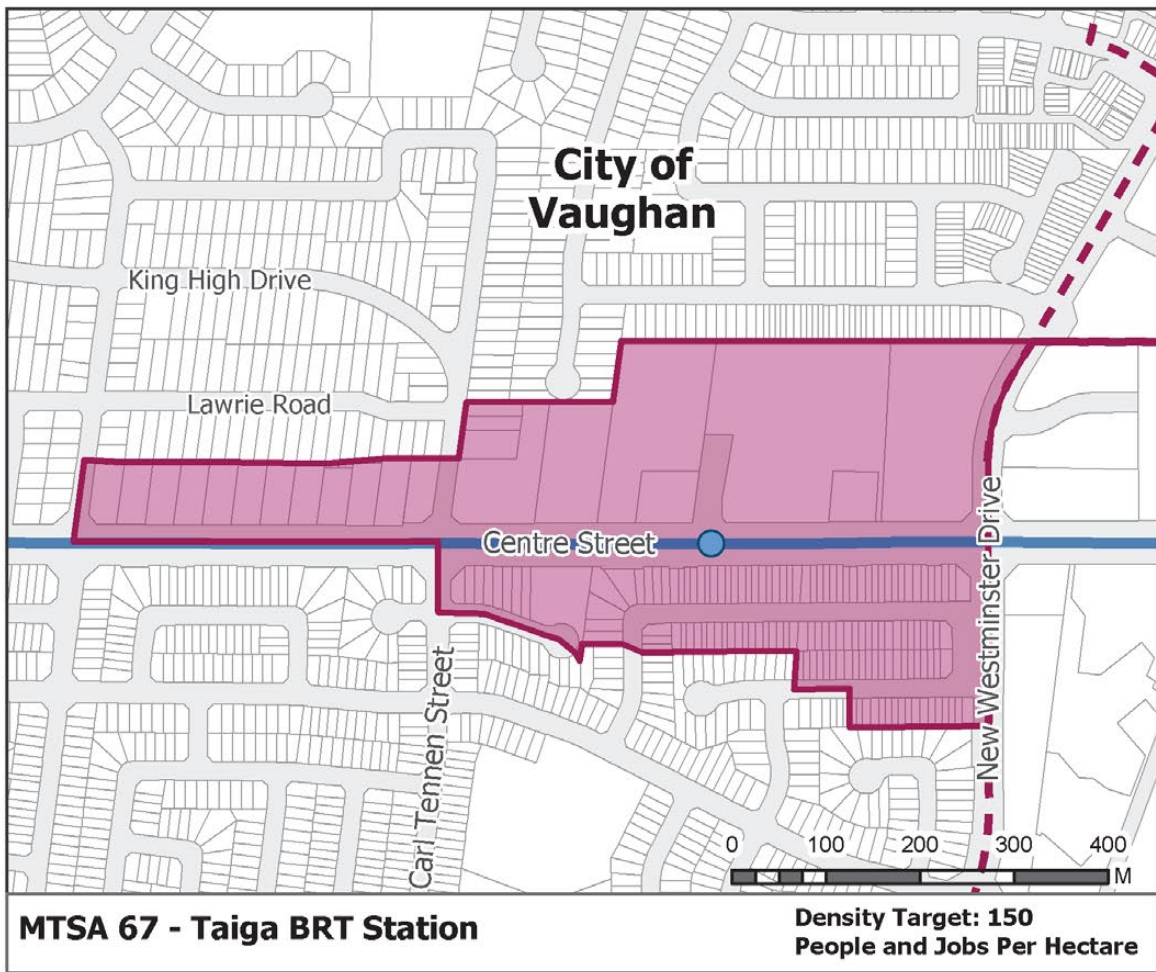 City of
Vaughan
King High Drive
Lawrie Road
Centre Street
New Westminster Drive
Carl Tennen Street
0 100 200 300 400
M
MTSA 67 - Taiga BRT Station
Density Target: 150
People and Jobs Per Hectare